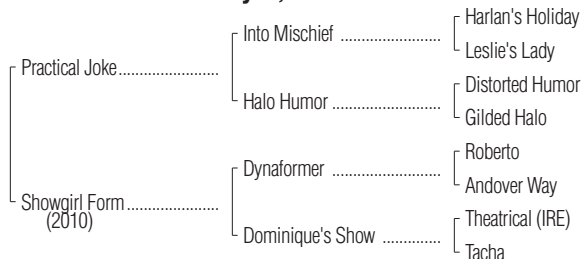 Harlan's Holiday
Into Mischief ......................
Leslie's Lady
Practical Joke ......................
Distorted Humor
Halo Humor ........................
Gilded Halo
Roberto
Dynaformer ........................
Andover Way
Showgirl Form ....................
(2010)
Theatrical (IRE)
Dominique's Show ..............
Tacha